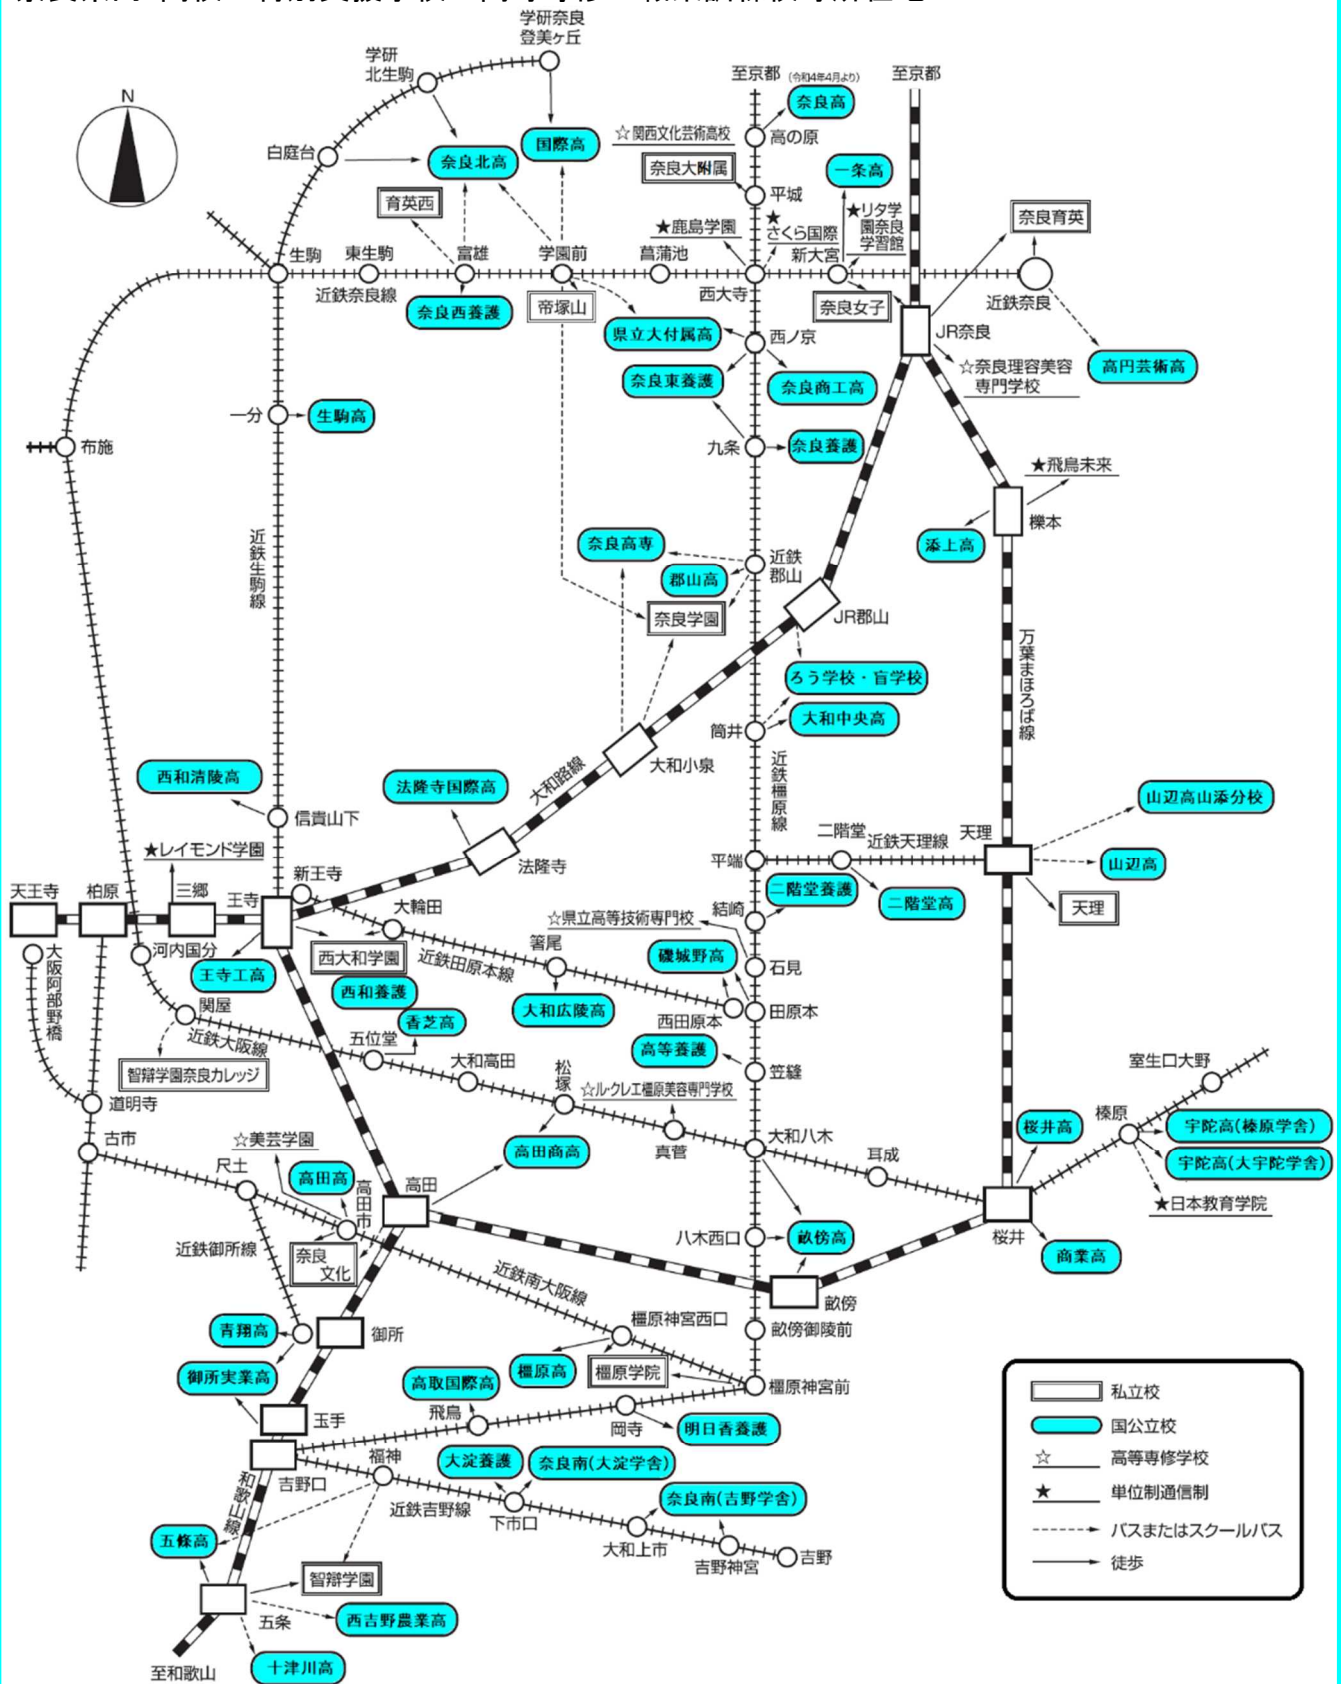 学研奈良
登美ヶ丘
学研
北生駒
至京都
(令和4年4月より)
至京都
奈良高
N
☆関西文化芸術高校
高の原
国際高
白庭台
奈良北高
奈良大附属
一条高
平城
育英西
★リタ学
園奈良
学習館
奈良育英
★鹿島学園
★
さくら国際
生駒
東生駒
富雄
学園前
菖蒲池
新大宮
近鉄奈良線
西大寺
近鉄奈良
奈良西養護
帝塚山
奈良女子
県立大付属高
西ノ京
JR奈良
☆奈良理容美容
専門学校
高円芸術高
奈良東養護
奈良商工高
一分
生駒高
布施
九条
奈良養護
★飛鳥未来
櫟本
添上高
近鉄生駒線
奈良高専
近鉄
郡山
郡山高
奈良学園
JR郡山
万葉まほろば線
ろう学校・盲学校
大和中央高
筒井
大和小泉
近鉄橿原線
大和路線
西和清陵高
法隆寺国際高
山辺高山添分校
信貴山下
法隆寺
二階堂
近鉄天理線
天理
平端
山辺高
★レイモンド学園
新王寺
二階堂養護
二階堂高
天理
天王寺
柏原
三郷
王寺
大輪田
☆県立高等技術専門校
結崎
大阪阿部野橋
河内国分
西大和学園
近鉄田原本線
箸尾
磯城野高
石見
王寺工高
西和養護
大和広陵高
西田原本
田原本
関屋
香芝高
近鉄大阪線
五位堂
高等養護
笠縫
智辯学園奈良カレッジ
大和高田
松塚
☆ル・クレエ橿原美容専門学校
室生口大野
道明寺
榛原
宇陀高(榛原学舎)
古市
☆美芸学園
真菅
大和八木
桜井高
高田商高
耳成
宇陀高(大宇陀学舎)
尺土
高田高
高田市
高田
★日本教育学院
近鉄御所線
奈良
文化
八木西口
畝傍高
桜井
商業高
近鉄南大阪線
畝傍
青翔高
御所
橿原神宮西口
畝傍御陵前
御所実業高
高取国際高
橿原高
橿原学院
橿原神宮前
私立校
玉手
飛鳥
岡寺
明日香養護
国公立校
吉野口
福神
大淀養護
奈良南(大淀学舎)
☆
高等専修学校
和歌山線
近鉄吉野線
下市口
奈良南(吉野学舎)
★
単位制通信制
五條高
大和上市
吉野神宮
吉野
バスまたはスクールバス
智辯学園
徒歩
五条
西吉野農業高
至和歌山
十津川高